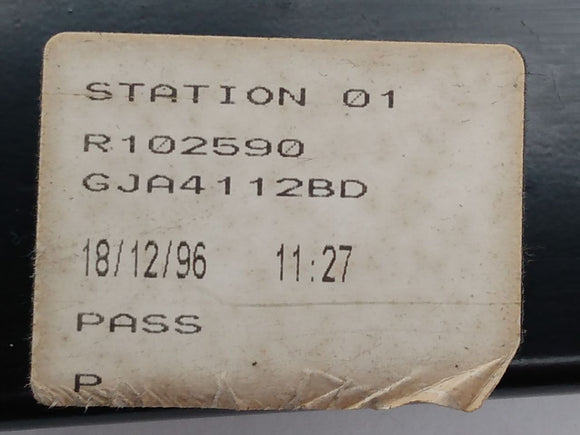 STATION 01
R102590
GJA4112BD
18/12/96 11:27
PASS
P